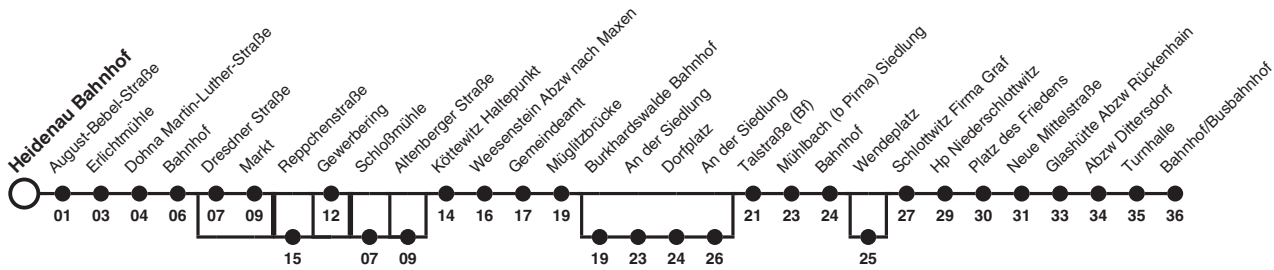 Heidenau Bahnhof
August-Bebel-Straße
Erlichtmühle
Dohna Martin-Luther-Straße
Bahnhof
Dresdner Straße
Markt
Reppchenstraße
Gewerbering
Schloßmühle
Altenberger Straße
Köttewitz Haltepunkt
Weesenstein Abzw nach Maxen
Gemeindeamt
Müglitzbrücke
Burkhardswalde Bahnhof
An der Siedlung
Dorfplatz
An der Siedlung
Talstraße (Bf)
Mühlbach (b Pirna) Siedlung
Bahnhof
Wendeplatz
Schlottwitz Firma Graf
Hp Niederschlottwitz
Platz des Friedens
Neue Mittelstraße
Glashütte Abzw Rückenhain
Abzw Dittersdorf
Turnhalle
Bahnhof/Busbahnhof
01 03 04 06 07 09 12 14 16 17 19 21 23 24 27 29 30 31 33 34 35 36
15 07 09 19 23 24 26 25